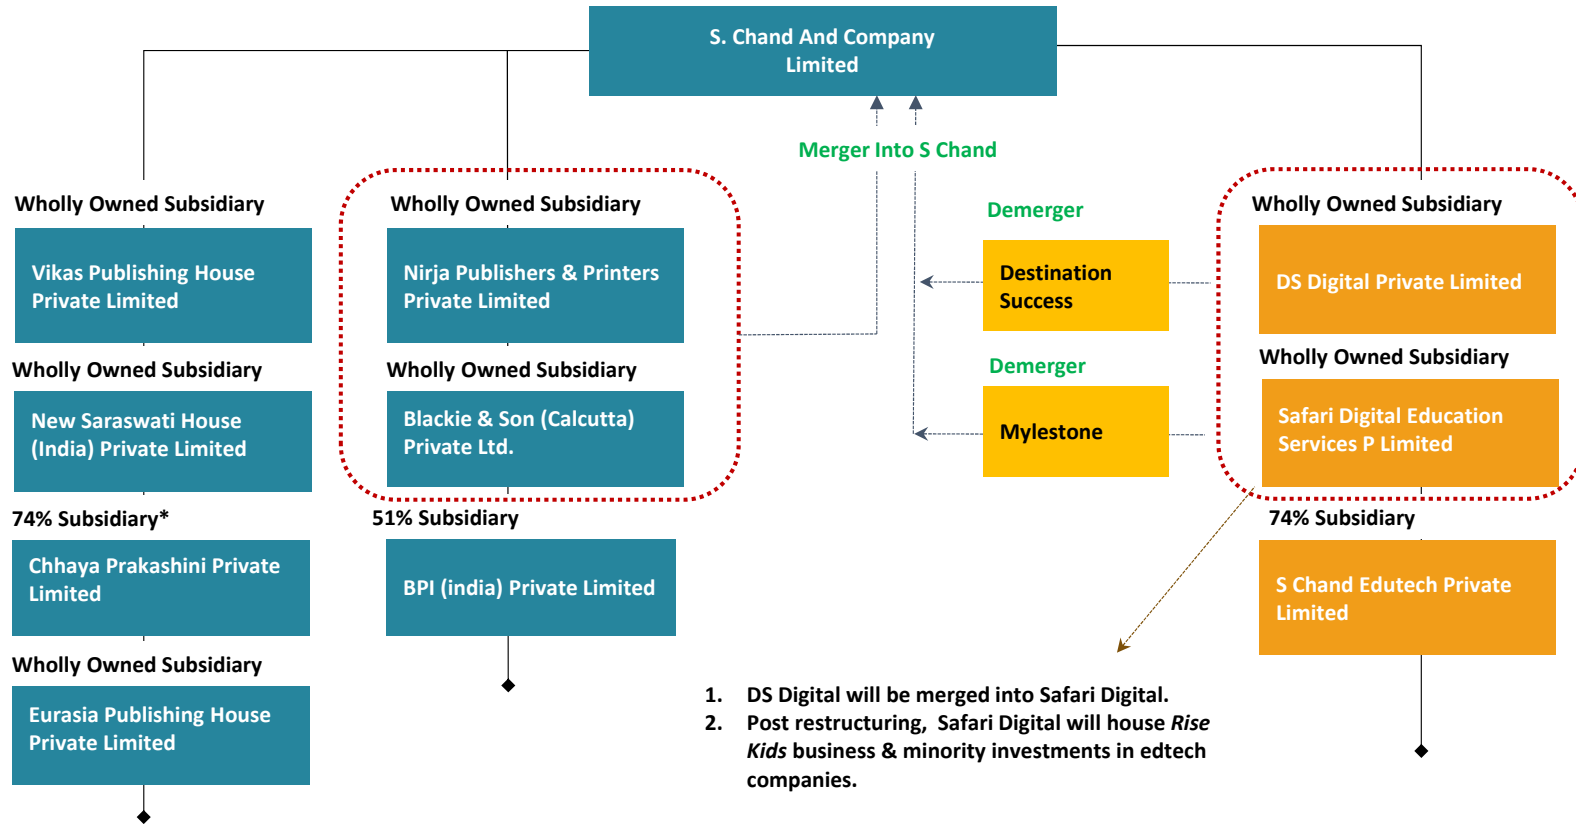 S. Chand And Company
Limited
Merger Into S Chand
Wholly Owned Subsidiary
Vikas Publishing House
Private Limited
Wholly Owned Subsidiary
New Saraswati House
(India) Private Limited
74% Subsidiary*
Chhaya Prakashini Private
Limited
Wholly Owned Subsidiary
Eurasia Publishing House
Private Limited
Wholly Owned Subsidiary
Nirja Publishers & Printers
Private Limited
Wholly Owned Subsidiary
Blackie & Son (Calcutta)
Private Ltd.
51% Subsidiary
BPI (india) Private Limited
Demerger
Destination
Success
Demerger
Mylestone
Wholly Owned Subsidiary
DS Digital Private Limited
Wholly Owned Subsidiary
Safari Digital Education
Services P Limited
74% Subsidiary
S Chand Edutech Private
Limited
1. DS Digital will be merged into Safari Digital.
2. Post restructuring, Safari Digital will house Rise
Kids business & minority investments in edtech
companies.